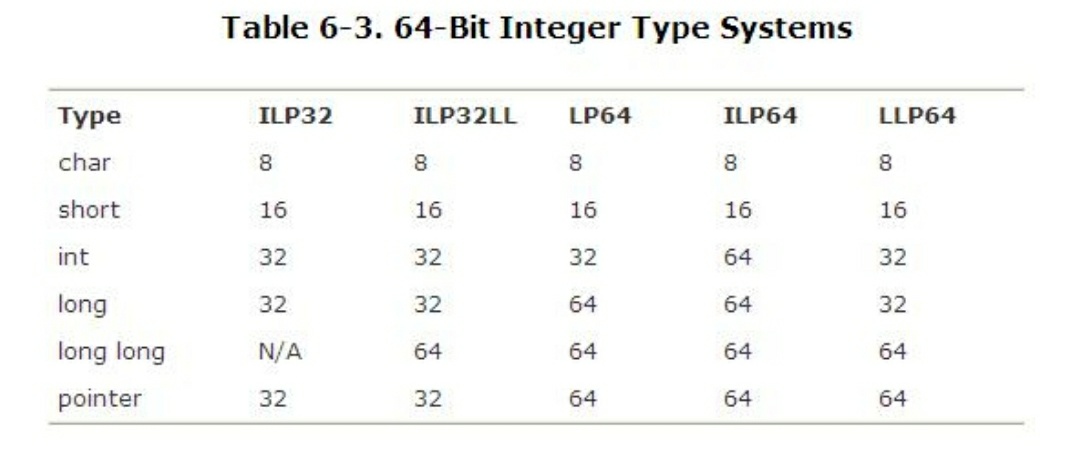 Table 6-3. 64-Bit Integer Type Systems
Type ILP32 ILP32LL LP64 ILP64 LLP64
char 8 8 8 8 8
short 16 16 16 16 16
int 32 32 32 64 32
long 32 32 64 64 32
long long N/A 64 64 64 64
pointer 32 32 64 64 64